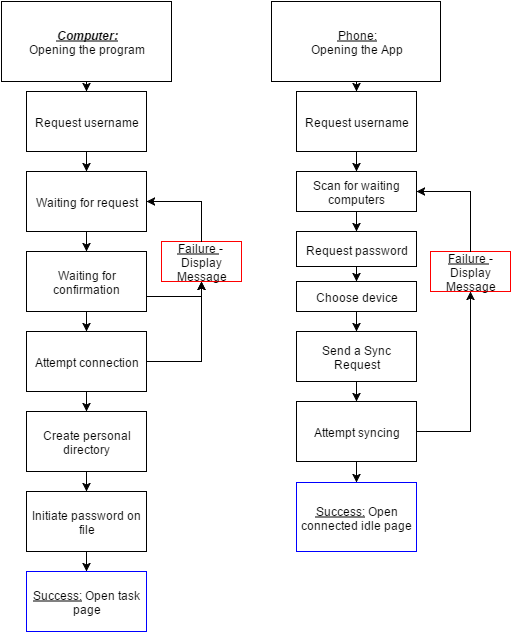 Computer:
Opening the program
Request username
Waiting for request
Failure -
Display
Message
Waiting for
confirmation
Attempt connection
Create personal
directory
Initiate password on
file
Success: Open task
page
Phone:
Opening the App
Request username
Scan for waiting
computers
Request password
Failure -
Display
Message
Choose device
Send a Sync
Request
Attempt syncing
Success: Open
connected idle page